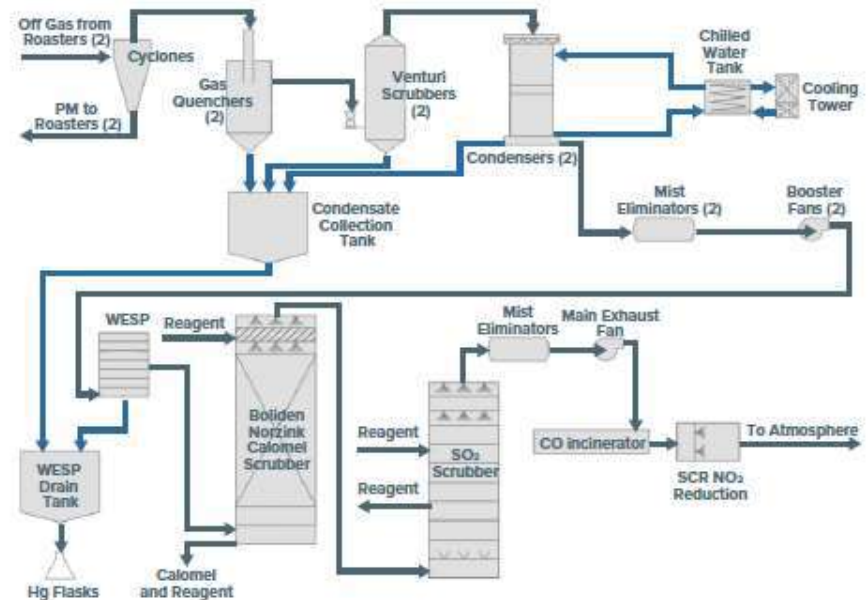 Off Gas from
Roasters (2)
Cyclones
PM to
Roasters (2)
Gas
Quenchers
(2)
Venturi
Scrubbers
(2)
Condensers (2)
Chilled
Water
Tank
Cooling
Tower
Condensate
Collection
Tank
Mist
Eliminators (2)
Booster
Fans (2)
WESP
Reagent
Boliden
Norzink
Calomel
Scrubber
Mist
Eliminators
Main Exhaust
Fan
Reagent
SO₂
Scrubber
Reagent
CO incinerator
To Atmosphere
SCR NO₂
Reduction
WESP
Drain
Tank
Hg Flasks
Calomel
and Reagent